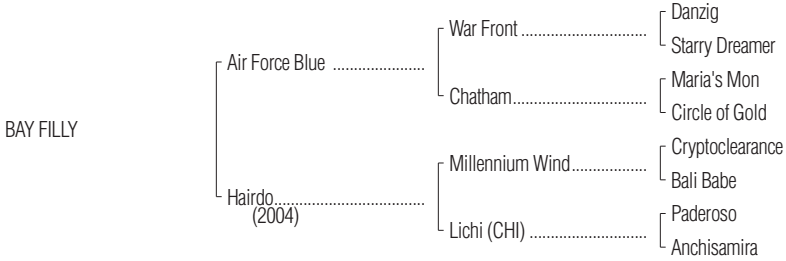 Danzig
War Front ............................
Starry Dreamer
Air Force Blue .....................
Maria's Mon
Chatham..............................
Circle of Gold
BAY FILLY
Cryptoclearance
Millennium Wind.................
Bali Babe
Hairdo..................................
(2004)
Paderoso
Lichi (CHI) ..........................
Anchisamira